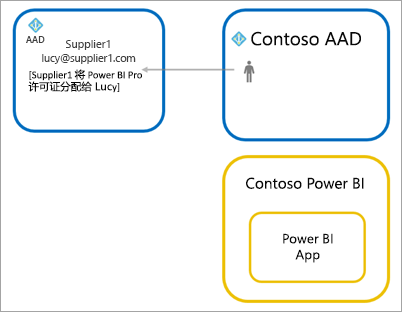 AAD
Supplier1
lucy@supplier1.com
[Supplier1 将 Power BI Pro
许可证分配给 Lucy]
Contoso AAD
Contoso Power BI
Power BI
App